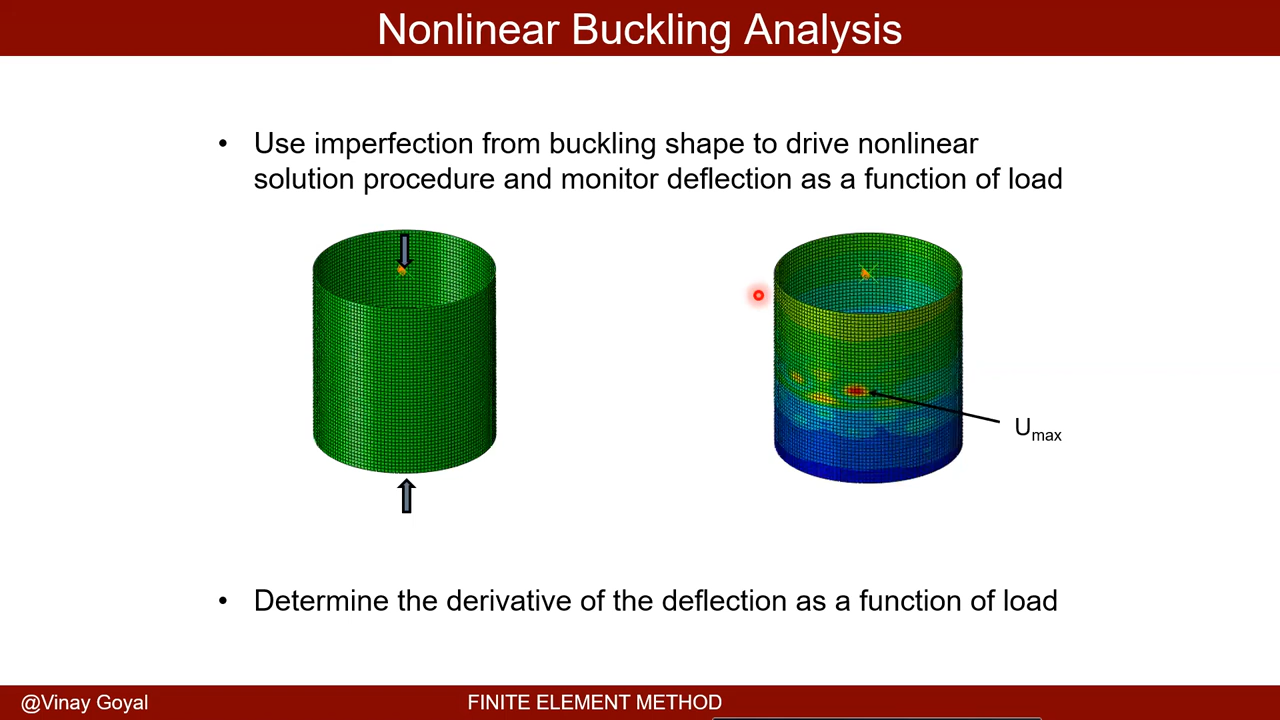 Nonlinear Buckling Analysis
• Use imperfection from buckling shape to drive nonlinear
solution procedure and monitor deflection as a function of load
Umax
• Determine the derivative of the deflection as a function of load
@Vinay Goyal
FINITE ELEMENT METHOD